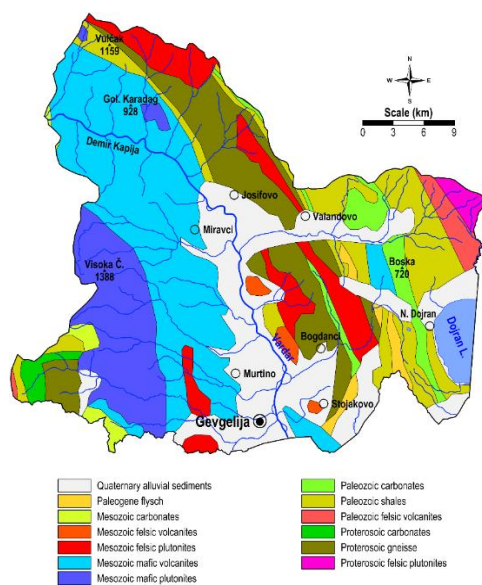 Vulčak
1159
N
W E
S
Gol. Karadag
928
Scale (km)
0 3 6 9
Demir Kapija
Josifovo
Valandovo
Miravci
Visoka Č.
1388
Boska
720
N. Dojran
Dojran L.
Vardar
Bogdanci
Murtino
Stojakovo
Gevgelija
Quaternary alluvial sediments
Paleogene flysch
Mesozoic carbonates
Mesozoic felsic volcanites
Mesozoic felsic plutonites
Mesozoic mafic volcanites
Mesozoic mafic plutonites
Paleozoic carbonates
Paleozoic shales
Paleozoic felsic volcanites
Proterosoic carbonates
Proterosoic gneisse
Proterosoic felsic plutonites